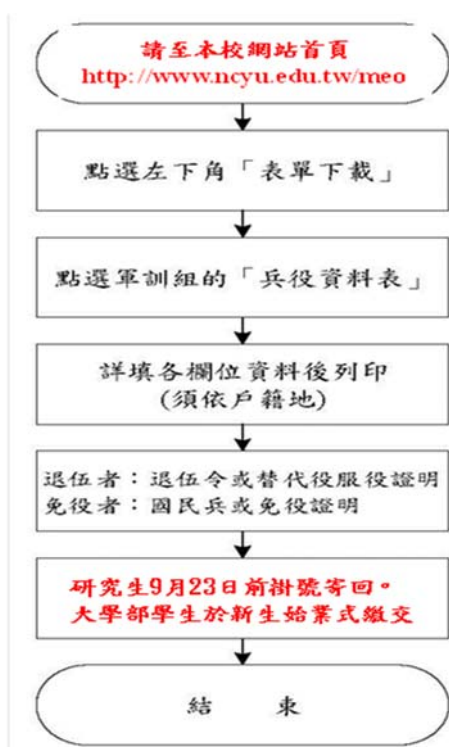 請至本校網站首頁
http://www.ncyu.edu.tw/meo
點選左下角「表單下載」
點選軍訓組的「兵役資料表」
詳填各欄位資料後列印
(須依戶籍地)
退伍者：退伍令或替代役服役證明
免役者：國民兵或免役證明
研究生9月23日前掛號寄回。
大學部學生於新生始業式繳交
結　束